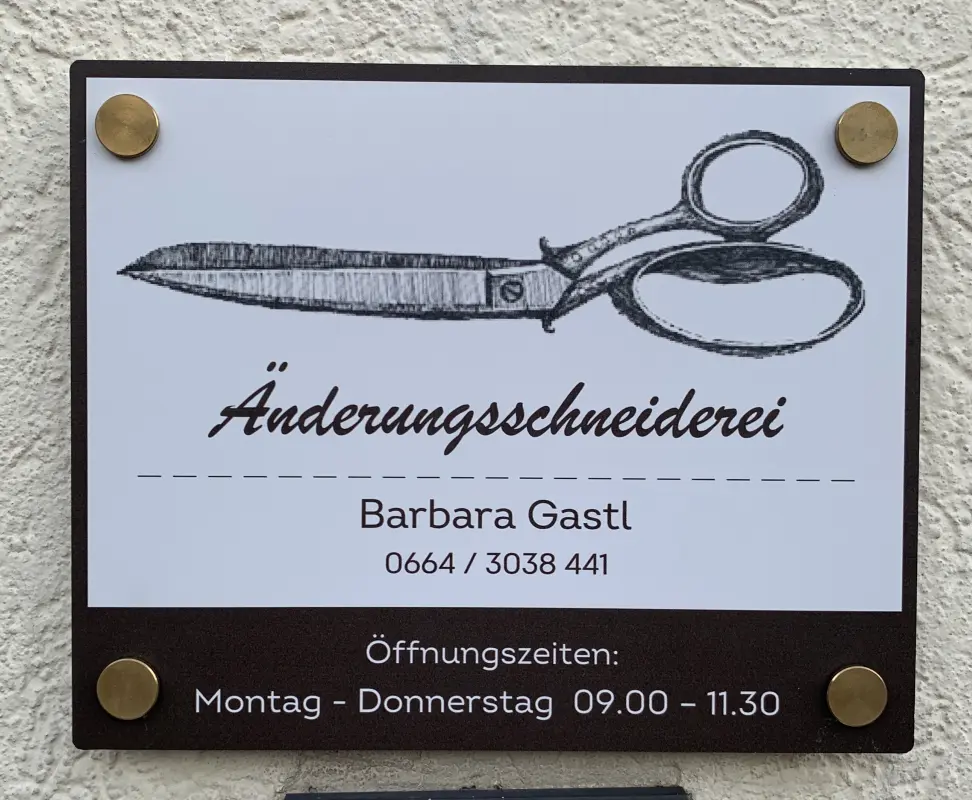 Änderungsschneiderei
Barbara Gastl
0664 / 3038 441
Öffnungszeiten:
Montag - Donnerstag 09.00 - 11.30